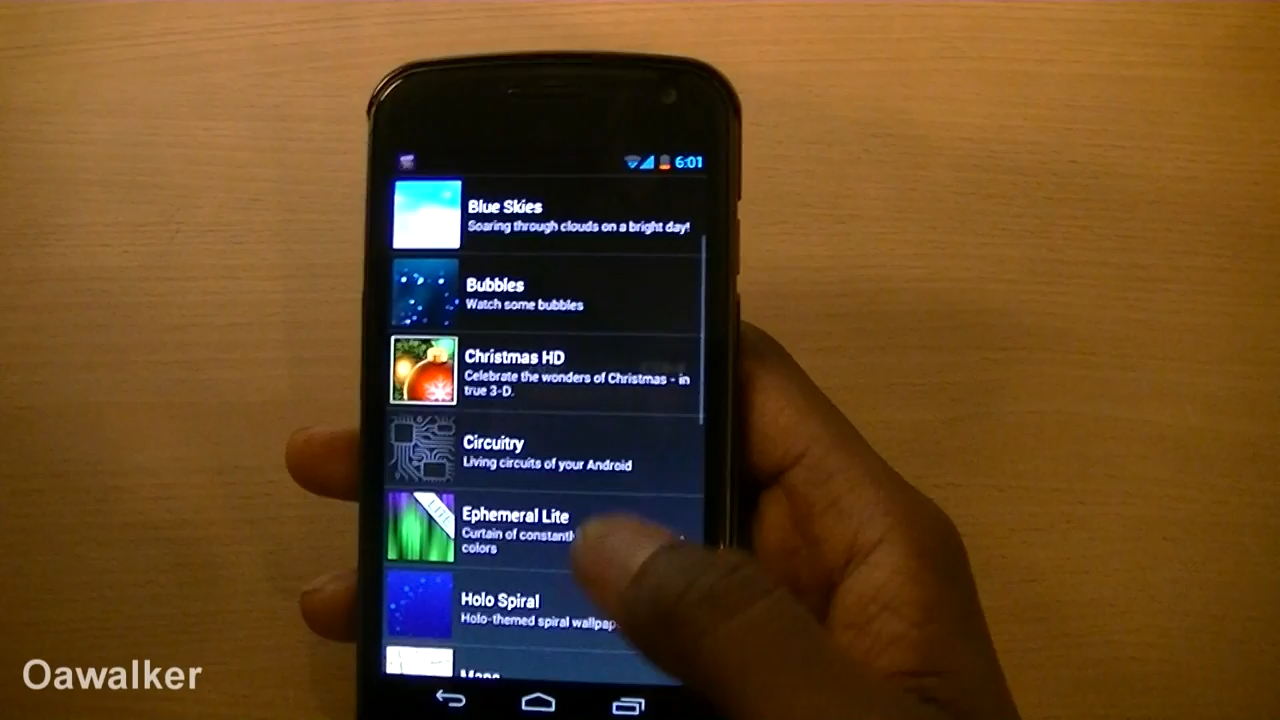 6:01
Blue Skies
Soaring through clouds on a bright day!
Bubbles
Watch some bubbles
Christmas HD
Celebrate the wonders of Christmas - in
true 3-D.
Circuitry
Living circuits of your Android
LITE
Ephemeral Lite
Curtain of
colors
Holo Spiral
Holo-themed spiral
Oawalker